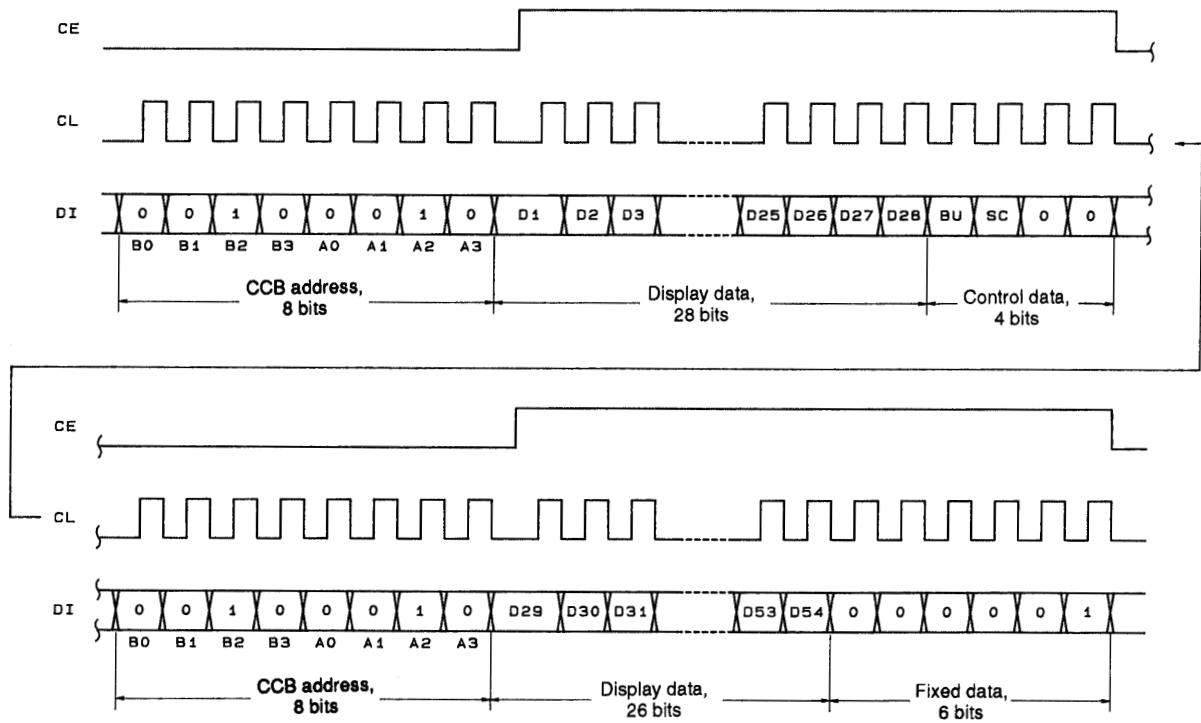 CE
CL
DI 0 0 1 0 0 0 1 0 D1 D2 D3 D25 D26 D27 D28 BU SC 0 0
B0 B1 B2 B3 A0 A1 A2 A3
CCB address, 8 bits
Display data, 28 bits
Control data, 4 bits
CE
CL
DI 0 0 1 0 0 0 1 0 D29 D30 D31 D53 D54 0 0 0 0 0 1
B0 B1 B2 B3 A0 A1 A2 A3
CCB address, 8 bits
Display data, 26 bits
Fixed data, 6 bits